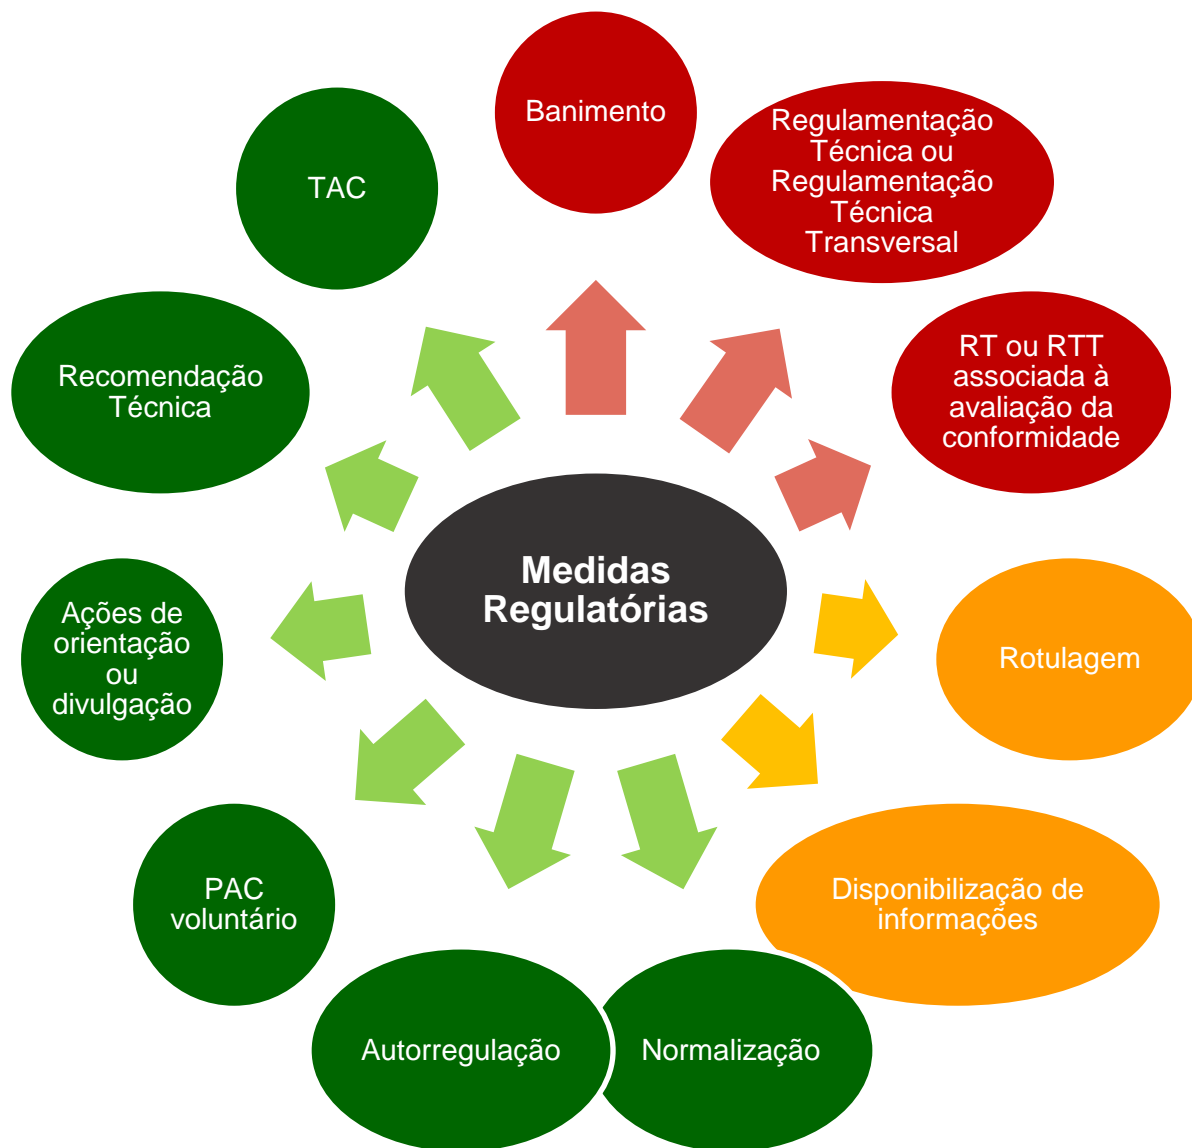 Banimento
Regulamentação
Técnica ou
Regulamentação
Técnica
Transversal
RT ou RTT
associada à
avaliação da
conformidade
Rotulagem
Disponibilização de
informações
Normalização
Autorregulação
PAC
voluntário
Ações de
orientação
ou
divulgação
Recomendação
Técnica
TAC
Medidas
Regulatórias